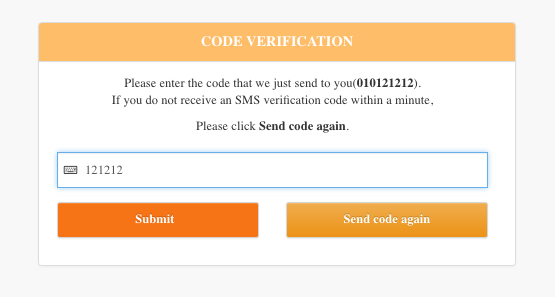 CODE VERIFICATION
Please enter the code that we just send to you(010121212).
If you do not receive an SMS verification code within a minute,
Please click Send code again.
121212
Submit
Send code again